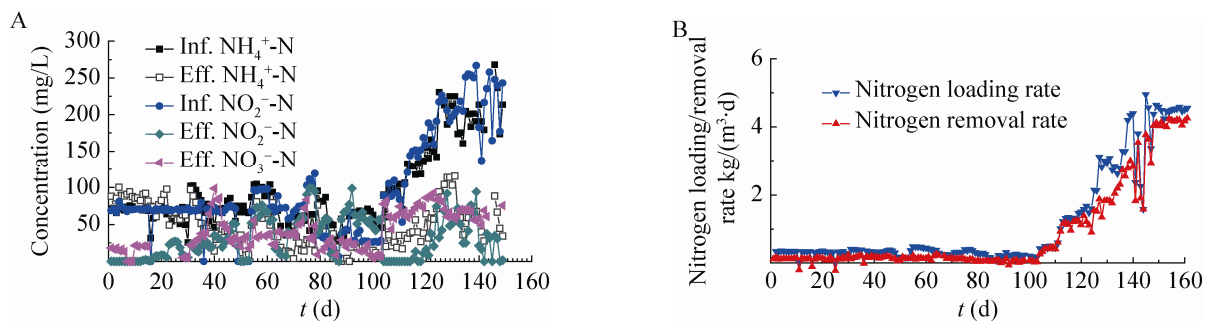 A
Concentration (mg/L)
300
250
200
150
100
50
0 20 40 60 80 100 120 140 160
t (d)
Inf. NH₄⁺-N
Eff. NH₄⁺-N
Inf. NO₂⁻-N
Eff. NO₂⁻-N
Eff. NO₃⁻-N
B
Nitrogen loading/removal
rate kg/(m³·d)
6
4
2
0 20 40 60 80 100 120 140 160
t (d)
Nitrogen loading rate
Nitrogen removal rate